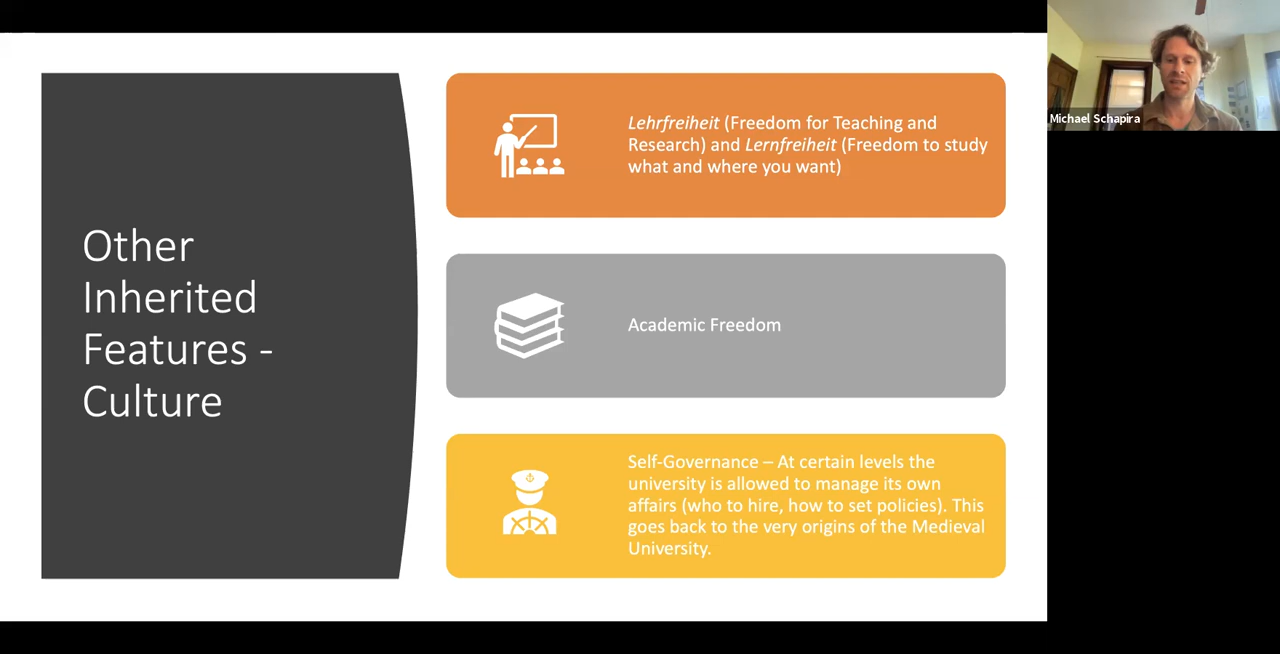 Other
Inherited
Features -
Culture
Lehrfreiheit (Freedom for Teaching and
Research) and Lernfreiheit (Freedom to study
what and where you want)
Academic Freedom
Self-Governance – At certain levels the
university is allowed to manage its own
affairs (who to hire, how to set policies). This
goes back to the very origins of the Medieval
University.
Michael Schapira